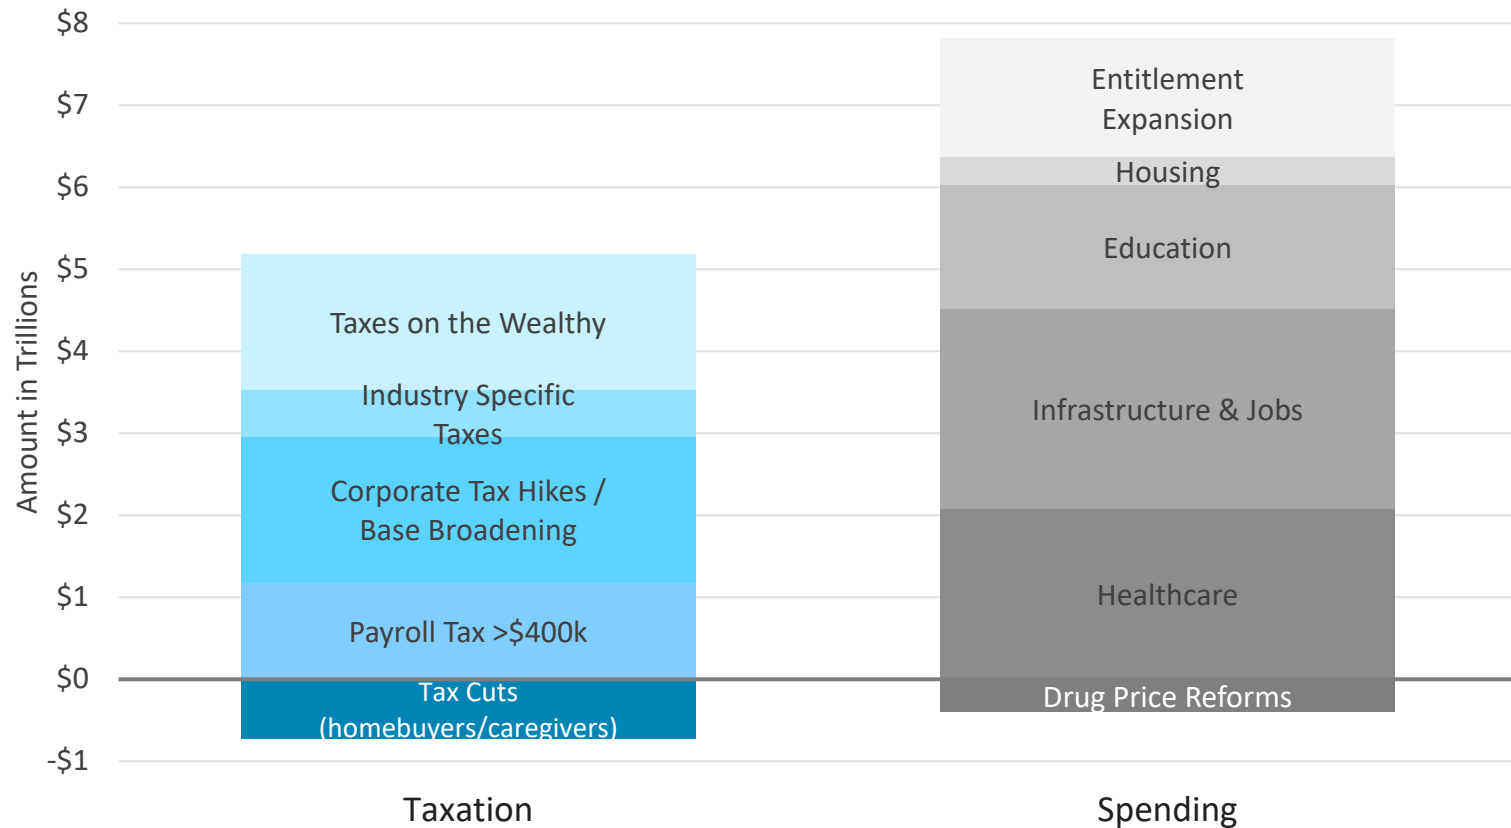 $8
$7
$6
$5
$4
$3
$2
$1
$0
-$1
Amount in Trillions
Taxes on the Wealthy
Industry Specific
Taxes
Corporate Tax Hikes /
Base Broadening
Payroll Tax >$400k
Tax Cuts
(homebuyers/caregivers)
Entitlement
Expansion
Housing
Education
Infrastructure & Jobs
Healthcare
Drug Price Reforms
Taxation
Spending